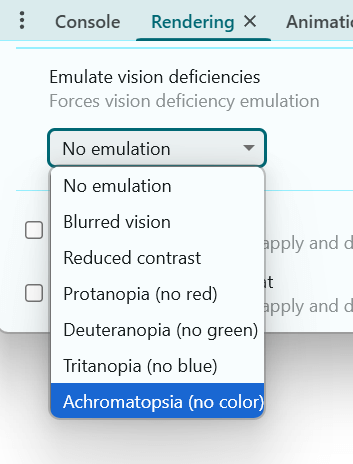 Console
Rendering
Animatio
Emulate vision deficiencies
Forces vision deficiency emulation
No emulation
No emulation
Blurred vision
Reduced contrast
apply and d
Protanopia (no red)
at
apply and d
Deuteranopia (no green)
Tritanopia (no blue)
Achromatopsia (no color)